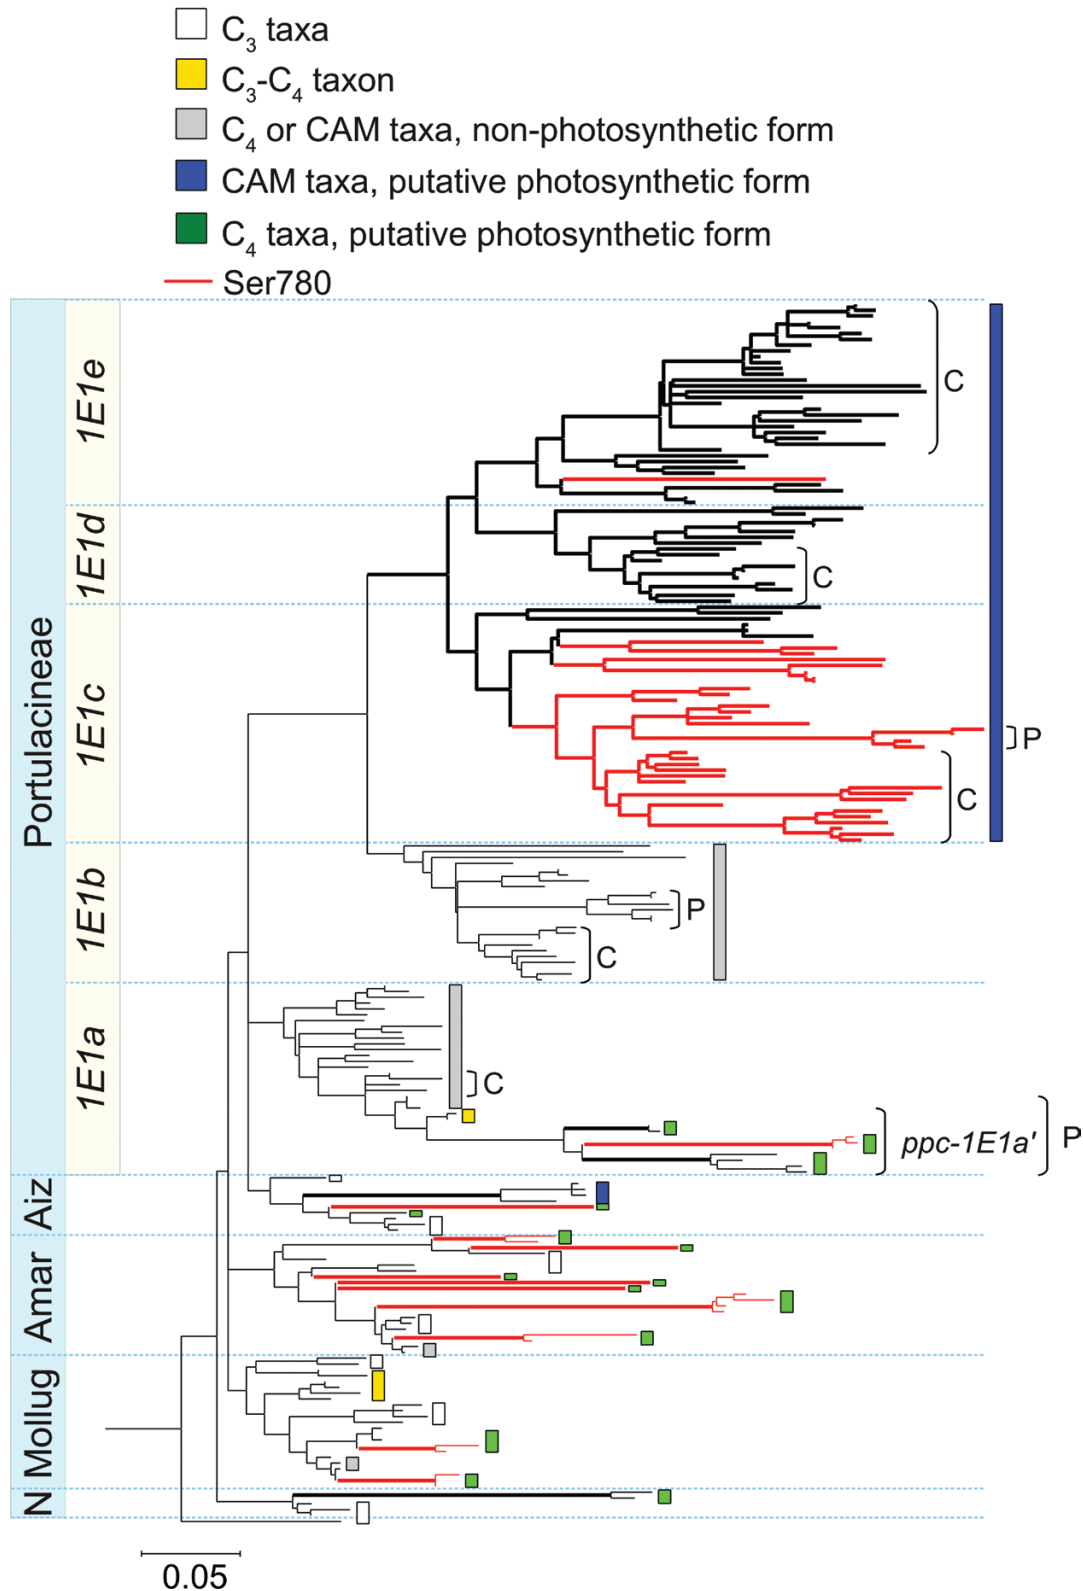 C3 taxa
C3-C4 taxon
C4 or CAM taxa, non-photosynthetic form
CAM taxa, putative photosynthetic form
C4 taxa, putative photosynthetic form
Ser780
Portulacineae
1E1e
C
1E1d
C
1E1c
P
C
1E1b
P
C
1E1a
C
ppc-1E1a'
P
Aiz
Amar
Mollug
N
0.05